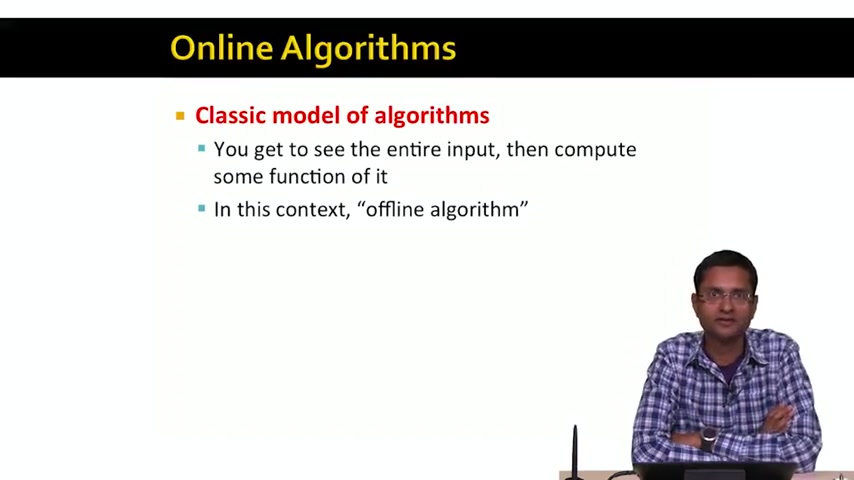 Online Algorithms
Classic model of algorithms
You get to see the entire input, then compute
some function of it
In this context, “offline algorithm”